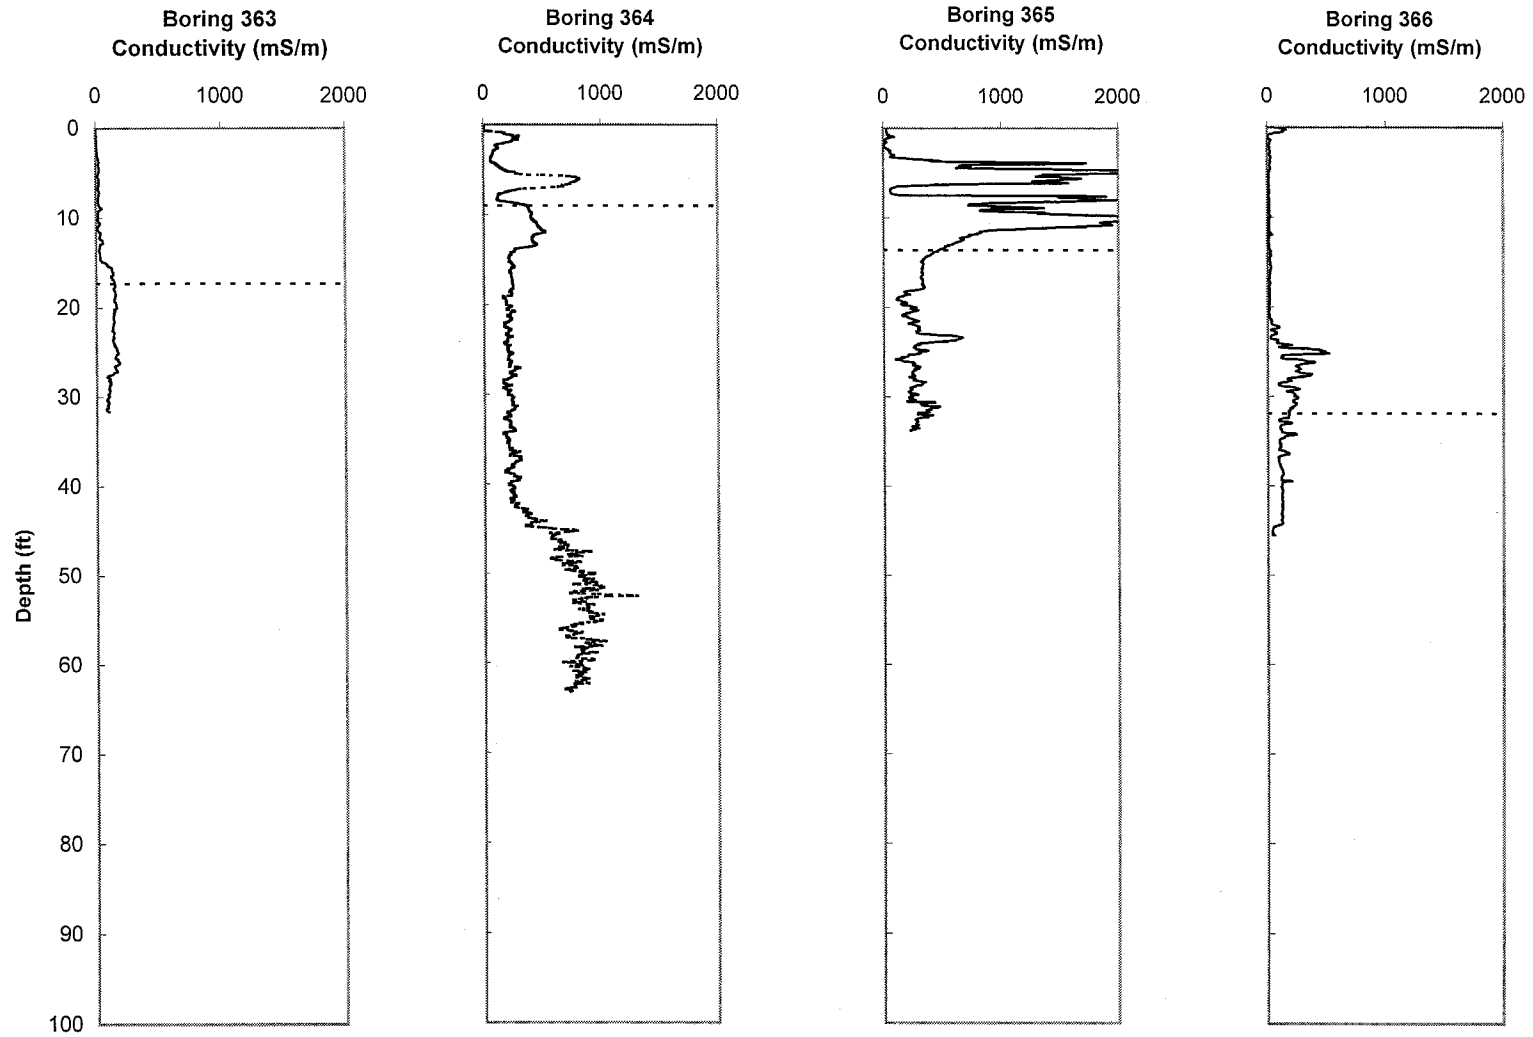 Boring 363
Conductivity (mS/m)
0 1000 2000
Boring 364
Conductivity (mS/m)
0 1000 2000
Boring 365
Conductivity (mS/m)
0 1000 2000
Boring 366
Conductivity (mS/m)
0 1000 2000
Depth (ft)
0
10
20
30
40
50
60
70
80
90
100